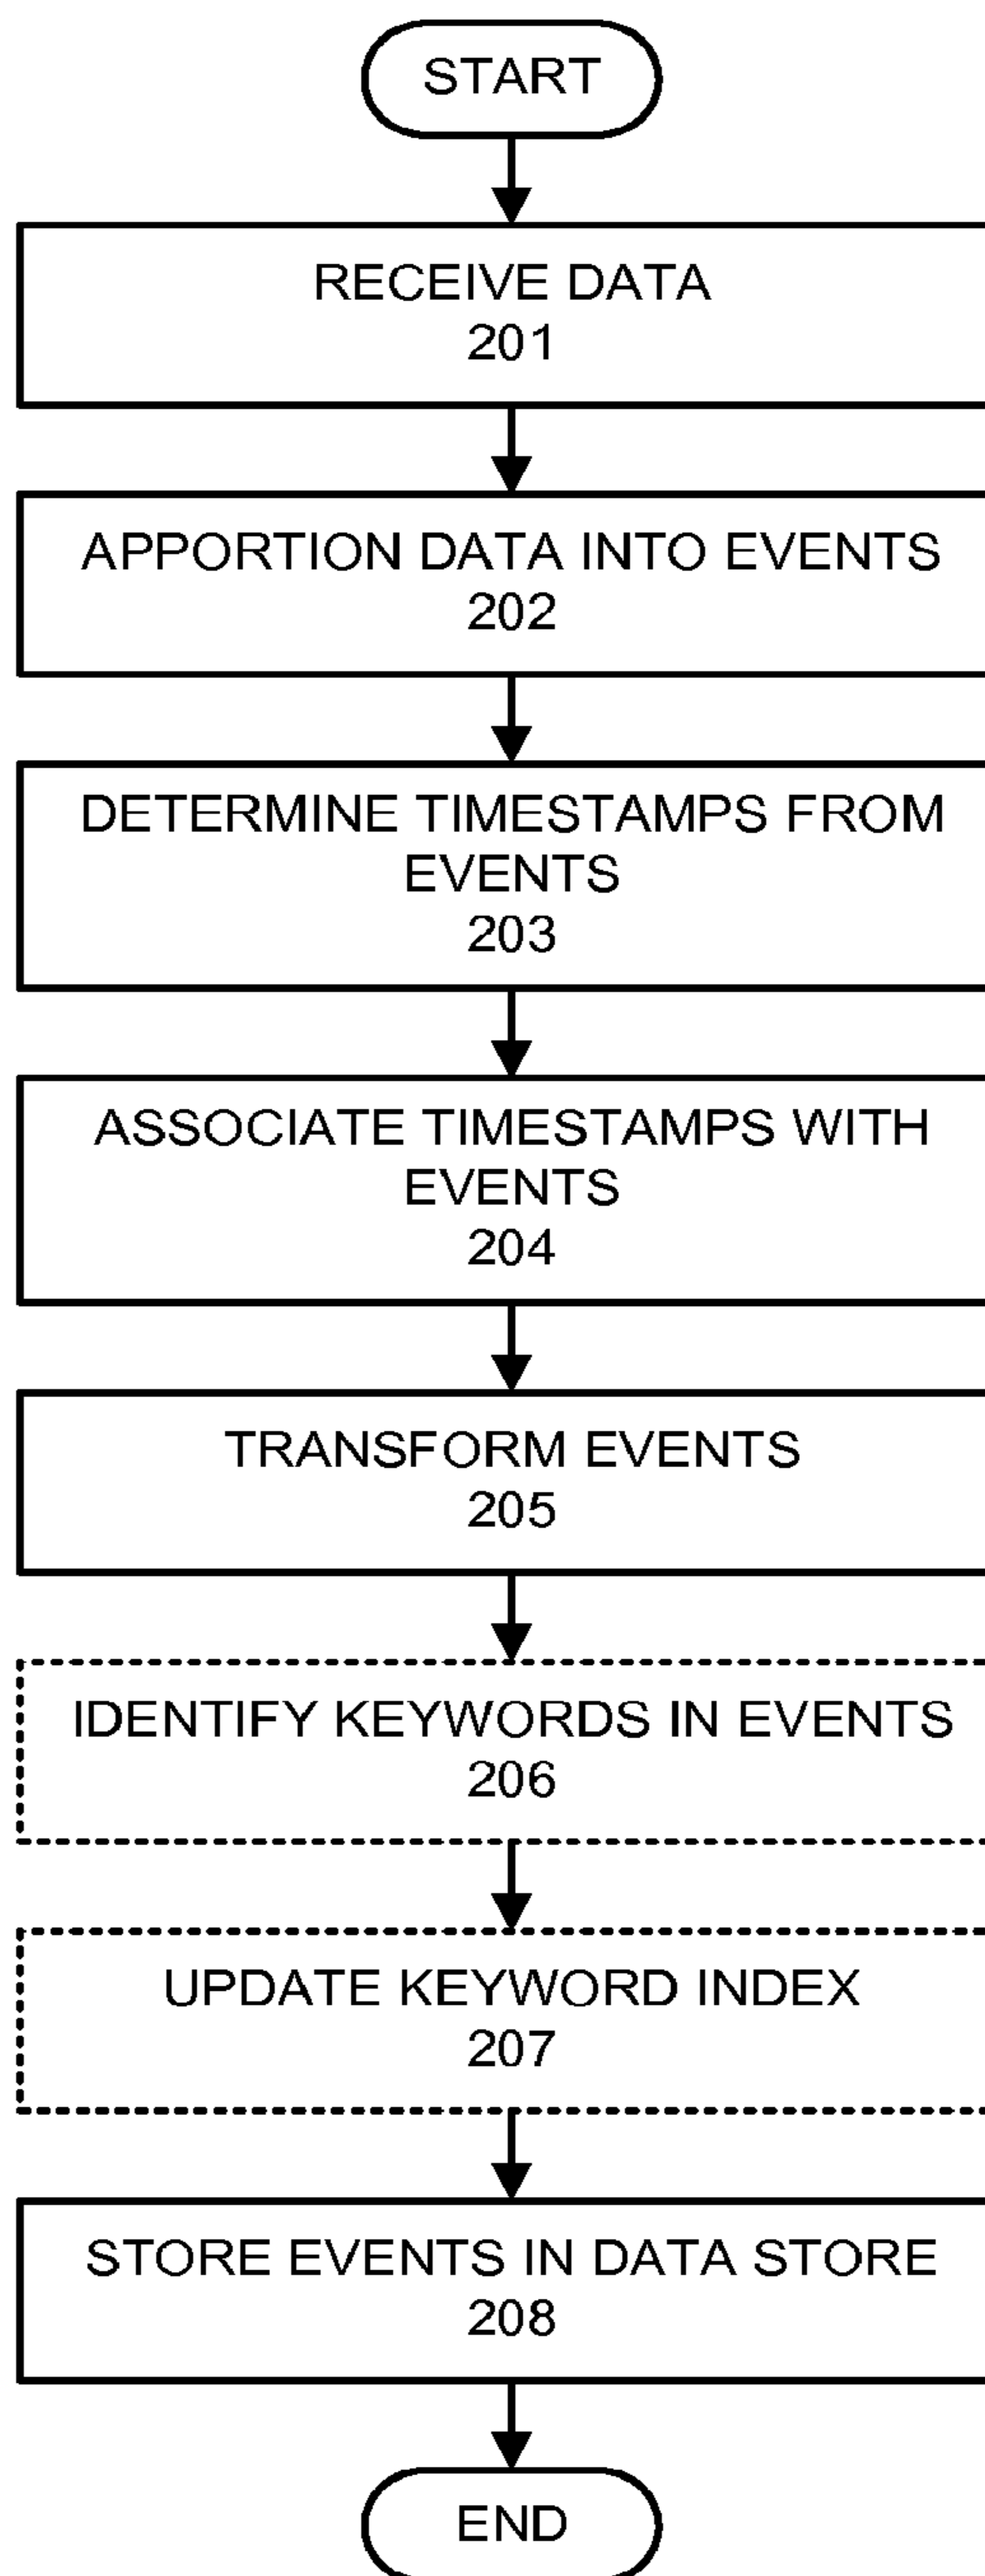 START
RECEIVE DATA
201
APPORTION DATA INTO EVENTS
202
DETERMINE TIMESTAMPS FROM
EVENTS
203
ASSOCIATE TIMESTAMPS WITH
EVENTS
204
TRANSFORM EVENTS
205
IDENTIFY KEYWORDS IN EVENTS
206
UPDATE KEYWORD INDEX
207
STORE EVENTS IN DATA STORE
208
END